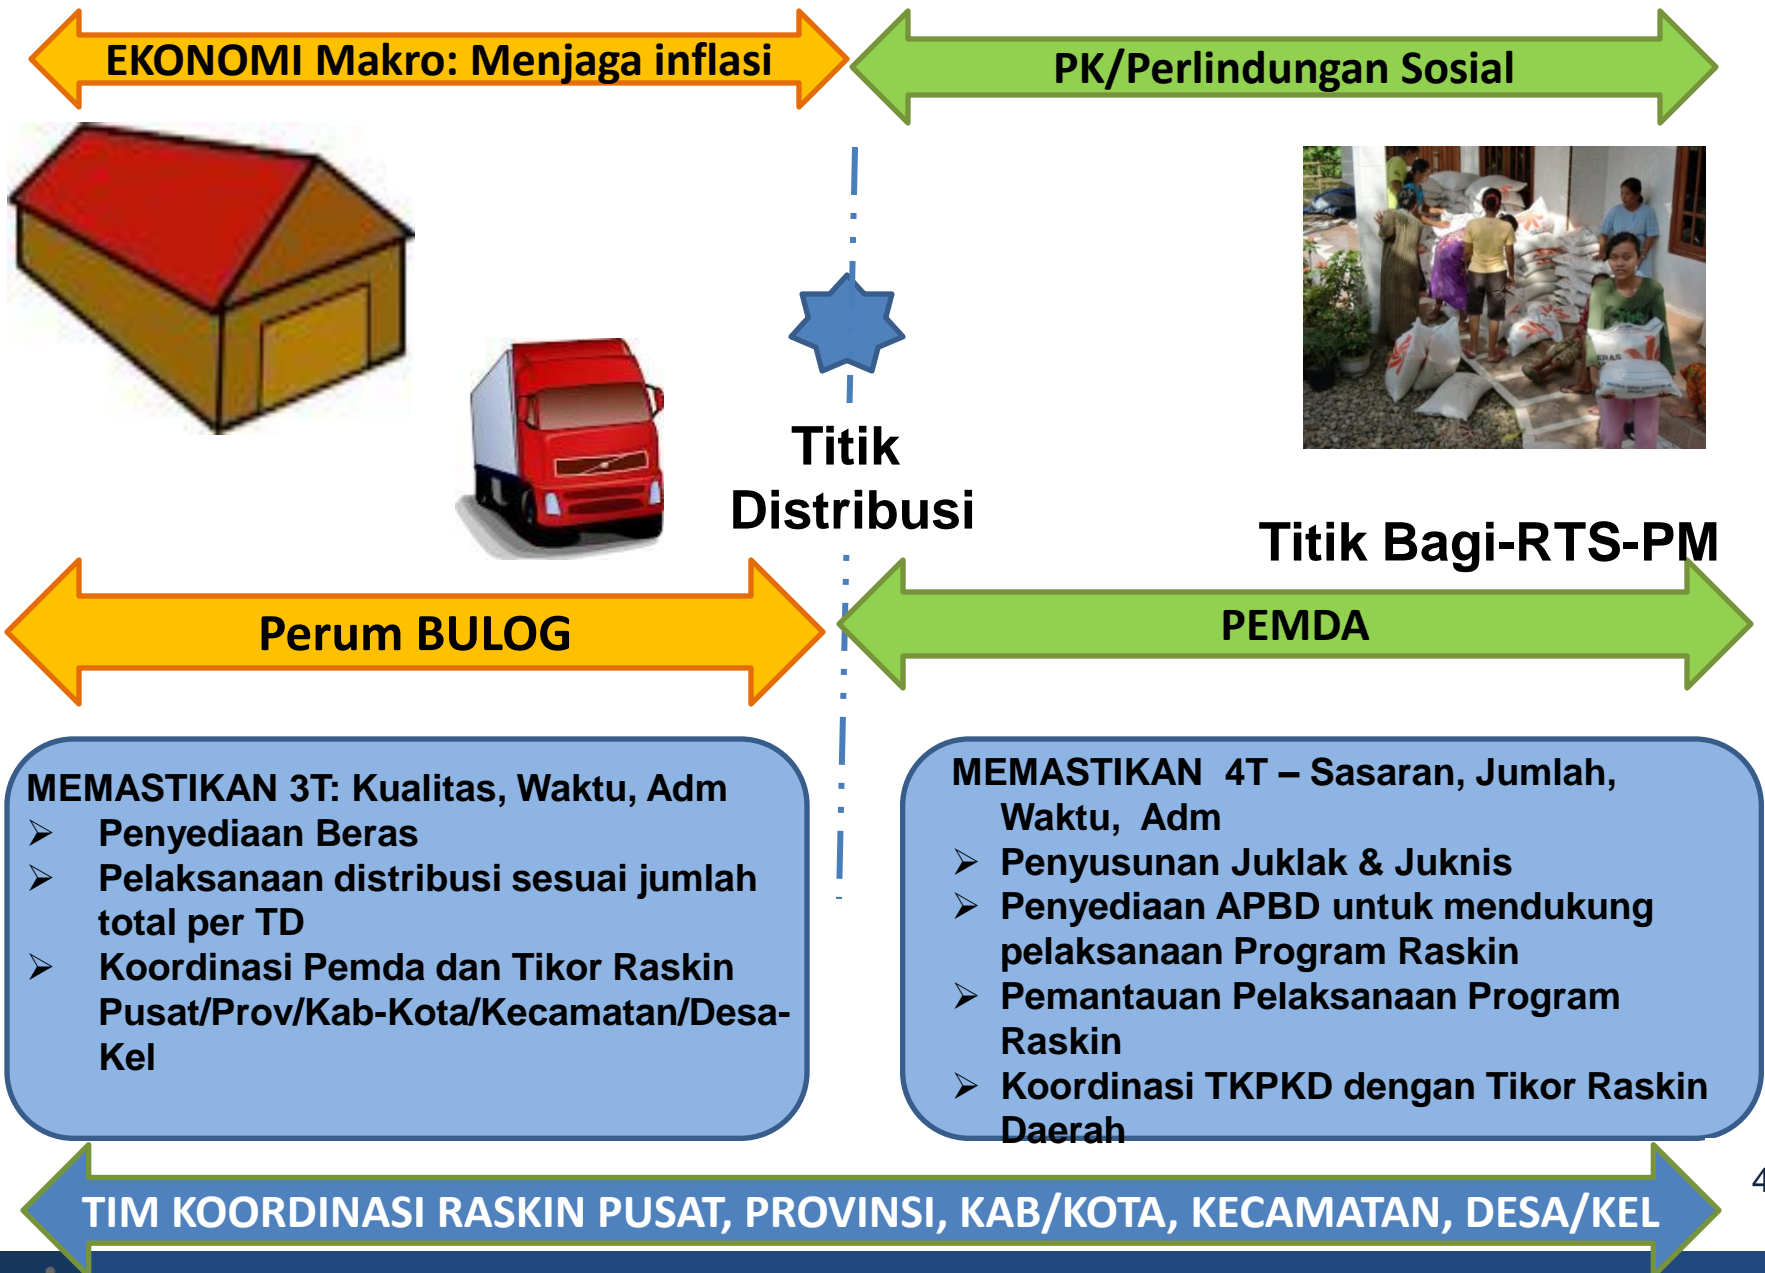 EKONOMI Makro: Menjaga inflasi
PK/Perlindungan Sosial
Titik
Distribusi
BERAS
Titik Bagi-RTS-PM
Perum BULOG
PEMDA
MEMASTIKAN 3T: Kualitas, Waktu, Adm
➢ Penyediaan Beras
➢ Pelaksanaan distribusi sesuai jumlah
total per TD
➢ Koordinasi Pemda dan Tikor Raskin
Pusat/Prov/Kab-Kota/Kecamatan/Desa-
Kel
MEMASTIKAN 4T – Sasaran, Jumlah,
Waktu, Adm
➢ Penyusunan Juklak & Juknis
➢ Penyediaan APBD untuk mendukung
pelaksanaan Program Raskin
➢ Pemantauan Pelaksanaan Program
Raskin
➢ Koordinasi TKPKD dengan Tikor Raskin
Daerah
4
TIM KOORDINASI RASKIN PUSAT, PROVINSI, KAB/KOTA, KECAMATAN, DESA/KEL